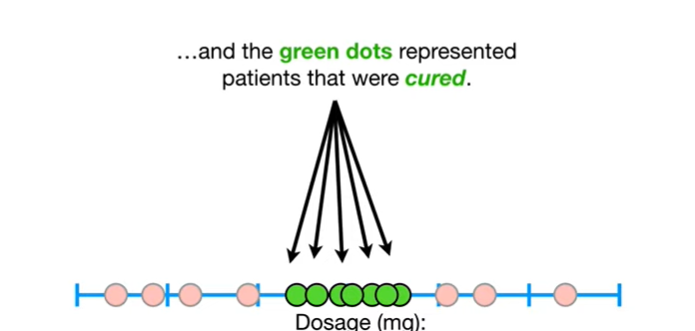 ...and the green dots represented
patients that were cured.
Dosage (mg):